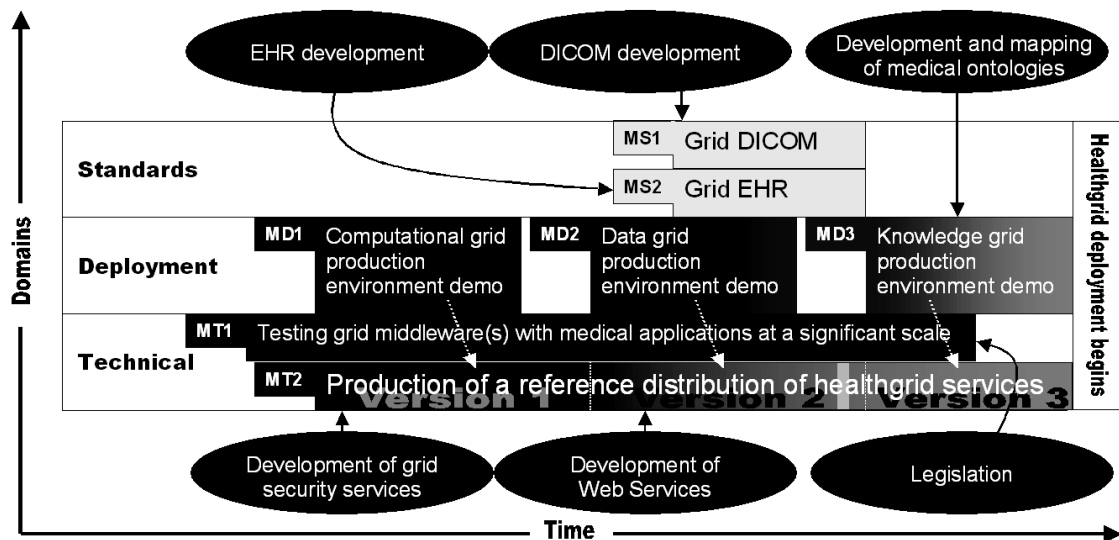 EHR development
DICOM development
Development and mapping
of medical ontologies
Standards
MS1 Grid DICOM
MS2 Grid EHR
Deployment
MD1 Computational grid
production
environment demo
MD2 Data grid
production
environment demo
MD3 Knowledge grid
production
environment demo
Technical
MT1 Testing grid middleware(s) with medical applications at a significant scale
MT2 Production of a reference distribution of healthgrid services
Version 1
Version 2
Version 3
Healthgrid deployment begins
Development of grid
security services
Development of
Web Services
Legislation
Domains
Time